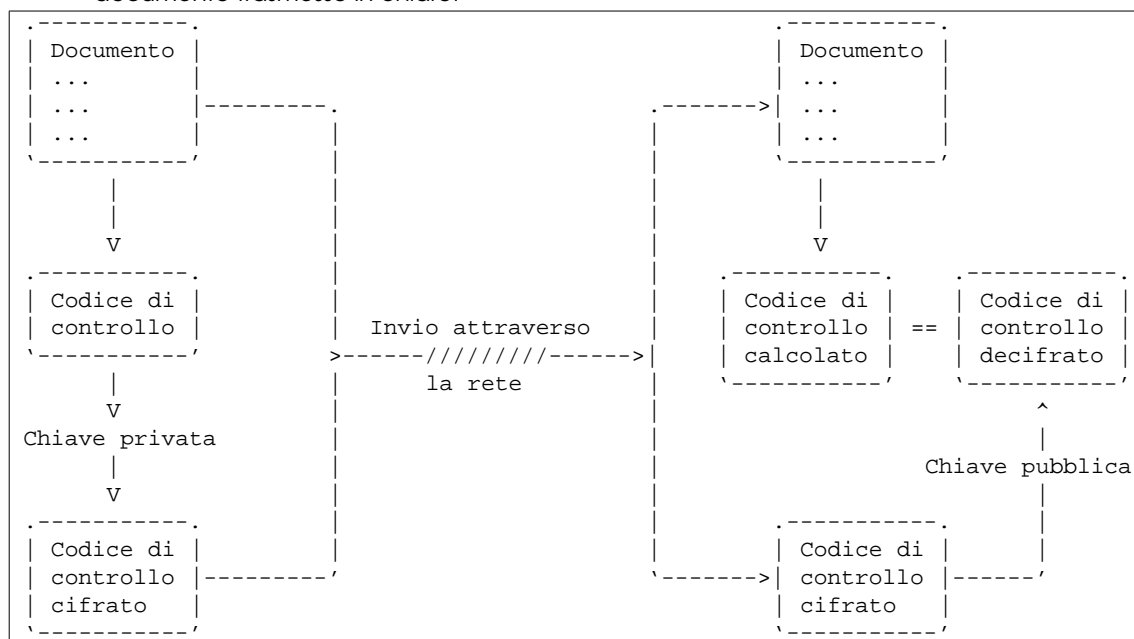 documento trasmesso in chiaro.
Documento
...
...
...
Codice di
controllo
Chiave privata
Codice di
controllo
cifrato
Invio attraverso
la rete
Documento
...
...
...
Codice di
controllo
calcolato
==
Codice di
controllo
decifrato
Chiave pubblica
Codice di
controllo
cifrato